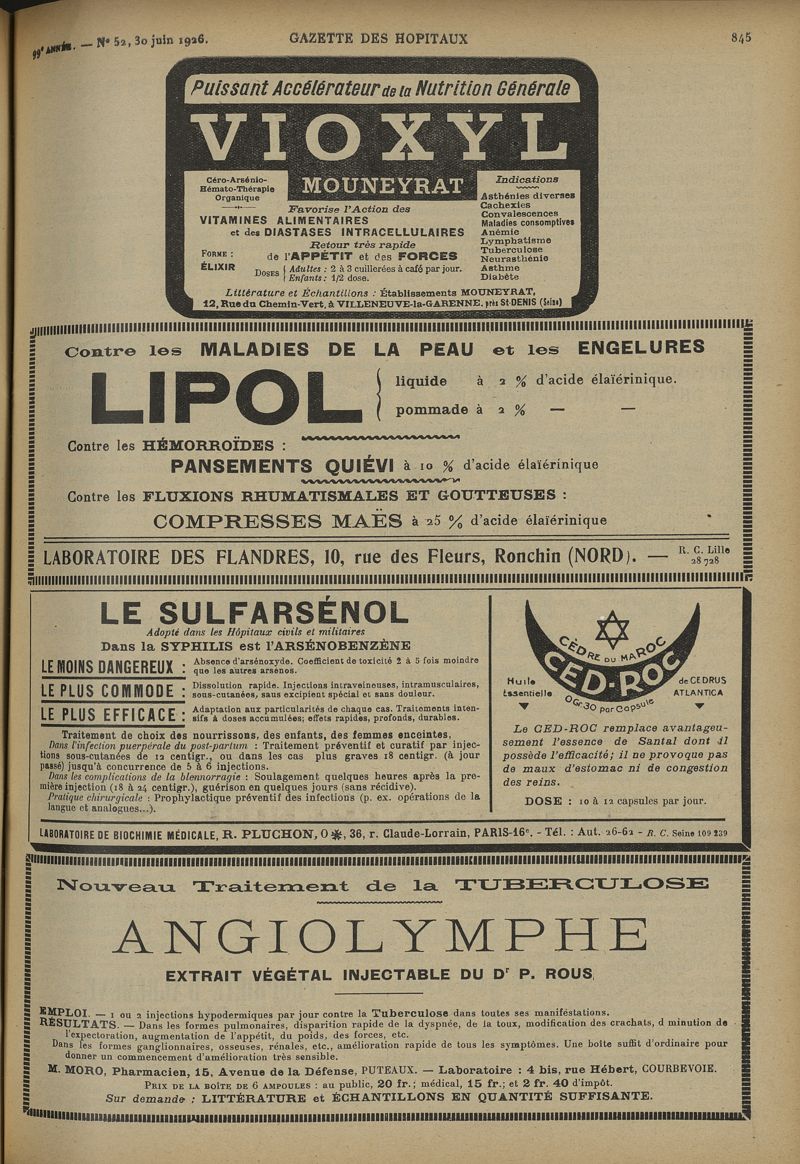 99e ANNÉE. — No 52, 30 juin 1926. GAZETTE DES HOPITAUX 845
Puissant Accélérateur de la Nutrition Générale
VIOXYL
MOUNEYRAT
Céro-Arsénio-
Hémato-Thérapie
Organique
Favorise l'Action des
VITAMINES ALIMENTAIRES
et des DIASTASES INTRACELLULAIRES
Retour très rapide
de l'APPÉTIT et des FORCES
FORME :
ÉLIXIR
DOSES { Adultes : 2 à 3 cuillerées à café par jour.
Enfants : 1/2 dose.
Indications
Asthénies diverses
Cachexies
Convalescences
Maladies consomptives
Anémie
Lymphatisme
Tuberculose
Neurasthénie
Asthme
Diabète
Littérature et Échantillons : Établissements MOUNEYRAT,
12, Rue du Chemin-Vert, à VILLENEUVE-la-GARENNE, près St-DENIS (Seine)
Contre les MALADIES DE LA PEAU et les ENGELURES
LIPOL { liquide à 2 % d'acide élaïérinique.
pommade à 2 % — —
Contre les HÉMORROÏDES :
PANSEMENTS QUIÉVI à 10 % d'acide élaïérinique
Contre les FLUXIONS RHUMATISMALES ET GOUTTEUSES :
COMPRESSES MAËS à 25 % d'acide élaïérinique
LABORATOIRE DES FLANDRES, 10, rue des Fleurs, Ronchin (NORD). — R. C. Lille 28 728
LE SULFARSÉNOL
Adopté dans les Hôpitaux civils et militaires
Dans la SYPHILIS est l'ARSÉNOBENZÈNE
LE MOINS DANGEREUX : Absence d'arsénoxyde. Coefficient de toxicité 2 à 5 fois moindre
que les autres arsenos.
LE PLUS COMMODE : Dissolution rapide. Injections intraveineuses, intramusculaires,
sous-cutanées, sans excipient spécial et sans douleur.
LE PLUS EFFICACE : Adaptation aux particularités de chaque cas. Traitements inten-
sifs à doses accumulées; effets rapides, profonds, durables.
Traitement de choix des nourrissons, des enfants, des femmes enceintes,
Dans l'infection puerpérale du post-partum : Traitement préventif et curatif par injec-
tions sous-cutanées de 12 centigr., ou dans les cas plus graves 18 centigr. (à jour
passé) jusqu'à concurrence de 5 à 6 injections.
Dans les complications de la blennorragie : Soulagement quelques heures après la pre-
mière injection (18 à 24 centigr.), guérison en quelques jours (sans récidive).
Pratique chirurgicale : Prophylactique préventif des infections (p. ex. opérations de la
langue et analogues...).
CÈDRE DU MAROC
CED-ROC
0Gr.30 par Capsule
Huile
Essentielle
de CEDRUS
ATLANTICA
Le CED-ROC remplace avantageu-
sement l'essence de Santal dont il
possède l'efficacité; il ne provoque pas
de maux d'estomac ni de congestion
des reins.
DOSE : 10 à 12 capsules par jour.
LABORATOIRE DE BIOCHIMIE MÉDICALE, R. PLUCHON, O ✻, 36, r. Claude-Lorrain, PARIS-16e. - Tél. : Aut. 26-62 - R. C. Seine 109 239
Nouveau Traitement de la TUBERCULOSE
ANGIOLYMPHE
EXTRAIT VÉGÉTAL INJECTABLE DU Dr P. ROUS
EMPLOI. — 1 ou 2 injections hypodermiques par jour contre la Tuberculose dans toutes ses manifestations.
RÉSULTATS. — Dans les formes pulmonaires, disparition rapide de la dyspnée, de la toux, modification des crachats, d minution de
l'expectoration, augmentation de l'appétit, du poids, des forces, etc.
Dans les formes ganglionnaires, osseuses, rénales, etc., amélioration rapide de tous les symptômes. Une boîte suffit d'ordinaire pour
donner un commencement d'amélioration très sensible.
M. MORO, Pharmacien, 15, Avenue de la Défense, PUTEAUX. — Laboratoire : 4 bis, rue Hébert, COURBEVOIE.
PRIX DE LA BOÎTE DE 6 AMPOULES : au public, 20 fr.; médical, 15 fr.; et 2 fr. 40 d'impôt.
Sur demande : LITTÉRATURE et ÉCHANTILLONS EN QUANTITÉ SUFFISANTE.